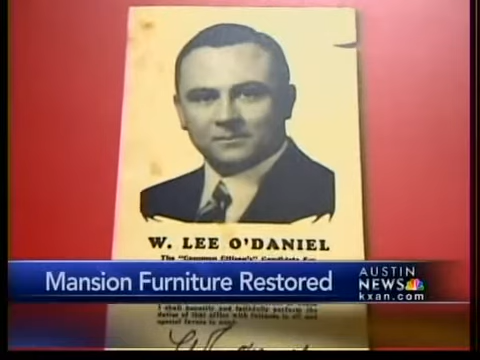 W. LEE O'DANIEL
The "Common Citizen's" Candidate For
Mansion Furniture Restored
AUSTIN
NEWS
kxan.com
I shall honestly and faithfully perform the
duties of that office with fairness to all and
special favors to none.